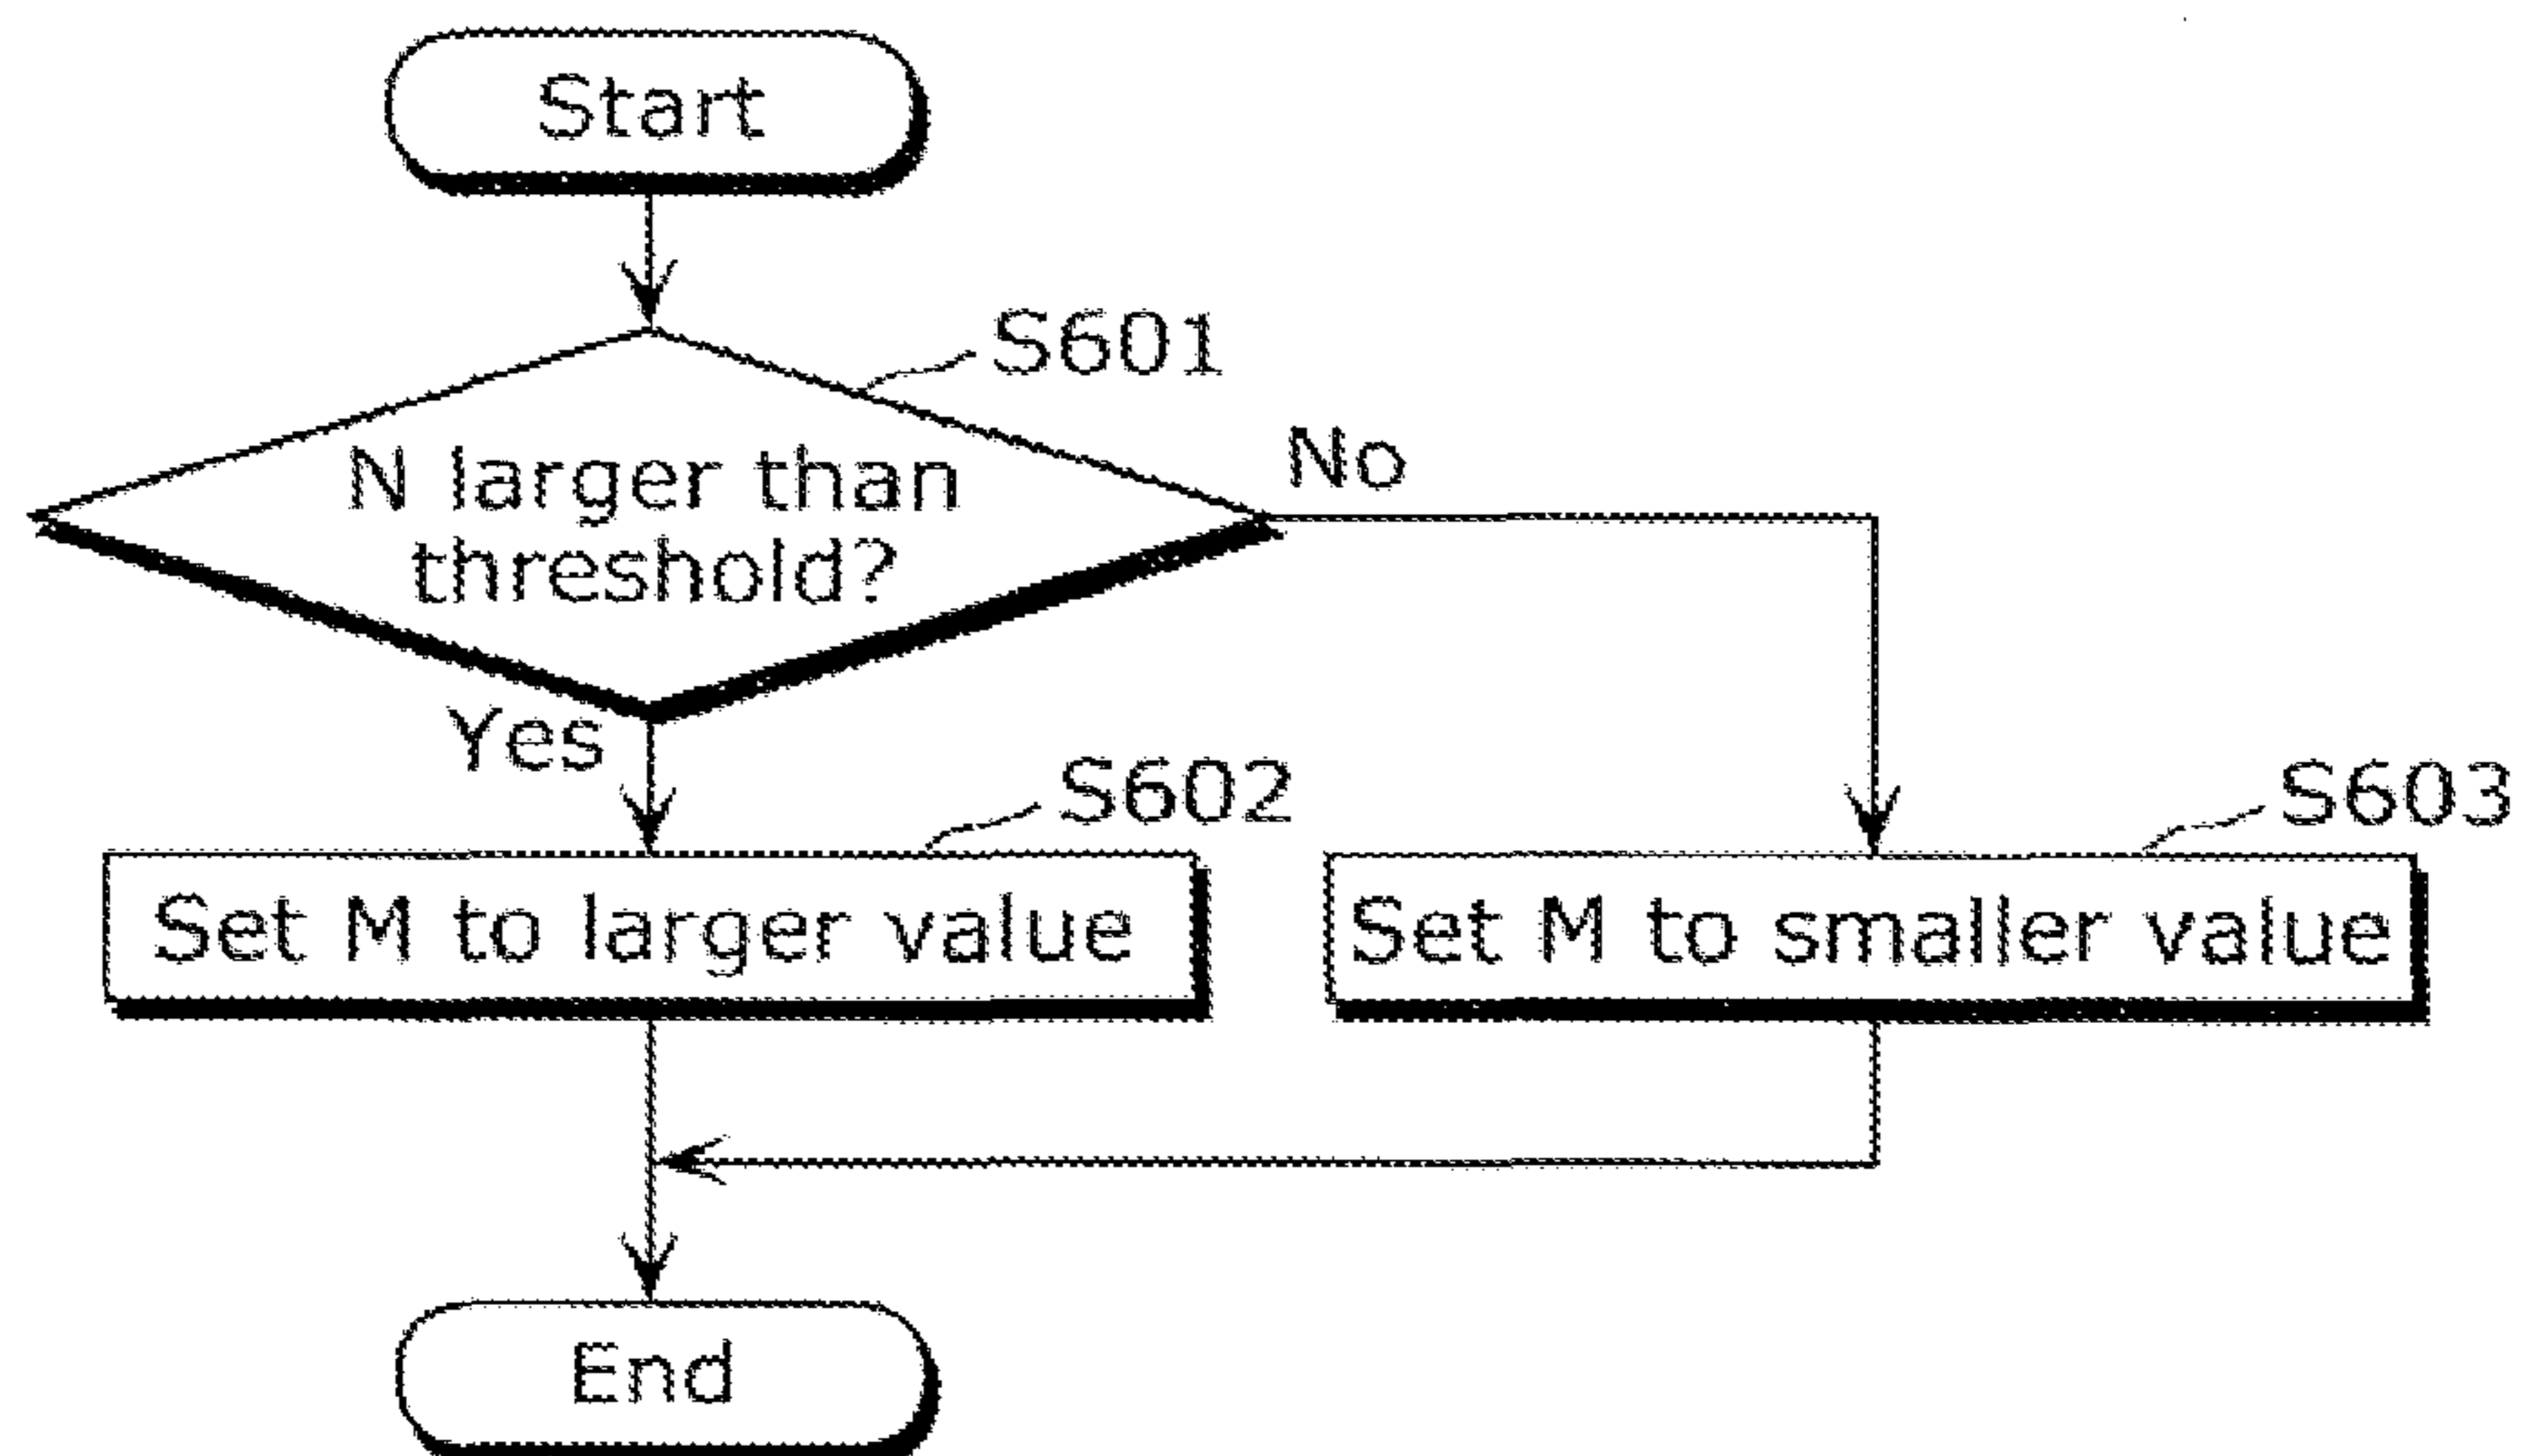 Start
S601
N larger than
threshold?
No
Yes
S602
S603
Set M to larger value
Set M to smaller value
End